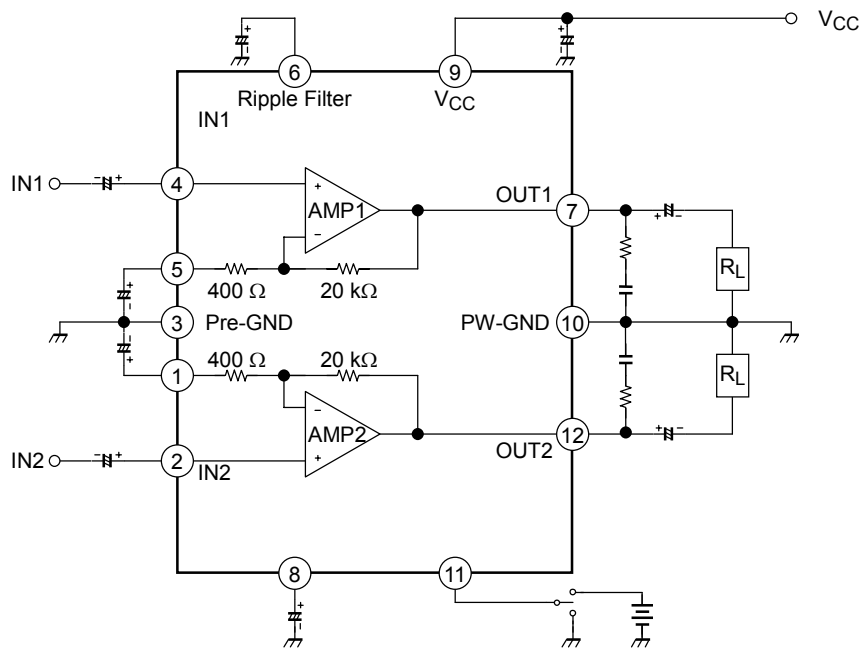 V_CC
6
9
Ripple Filter
V_CC
IN1
IN1
4
+
AMP1
−
OUT1
7
5
400 Ω
20 kΩ
R_L
3
Pre-GND
PW-GND
10
400 Ω
20 kΩ
1
R_L
−
AMP2
+
12
IN2
2
IN2
OUT2
8
11